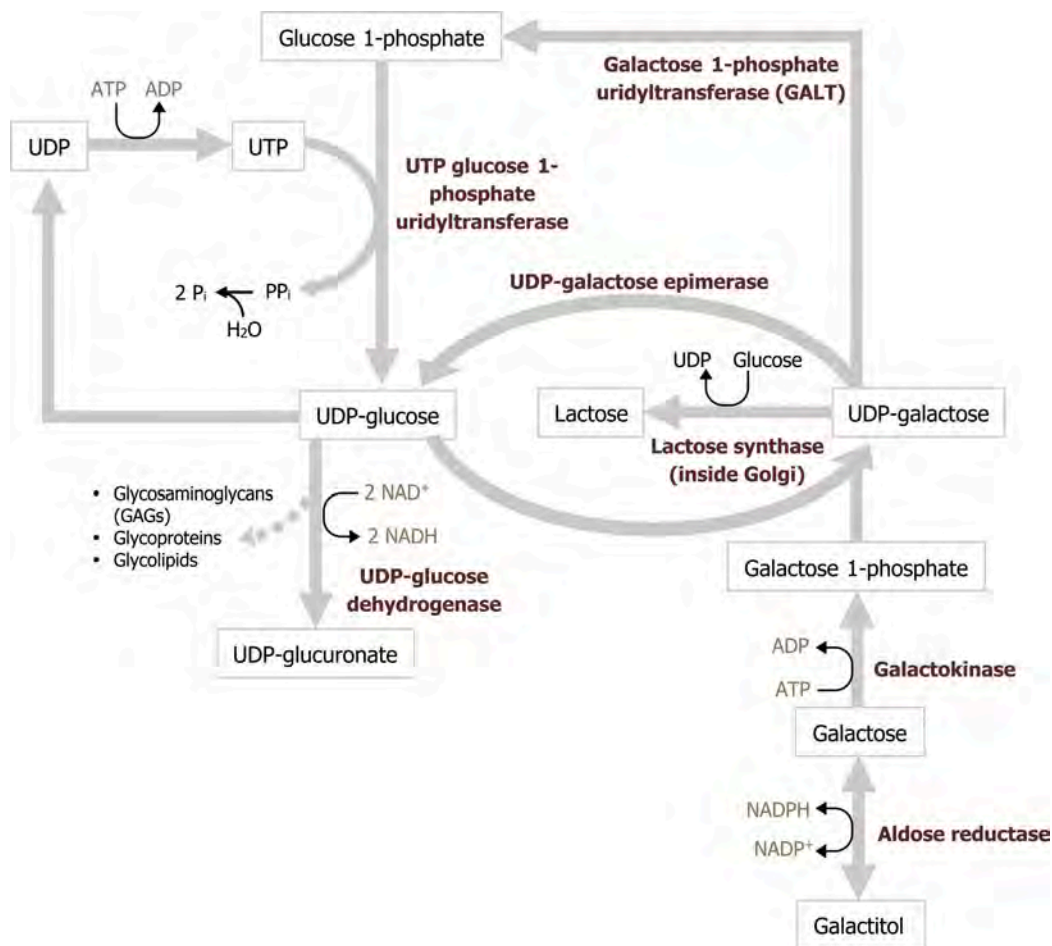 Glucose 1-phosphate
Galactose 1-phosphate
uridyltransferase (GALT)
ATP ADP
UDP
UTP
UTP glucose 1-
phosphate
uridyltransferase
2 Pᵢ
PPᵢ
H₂O
UDP-galactose epimerase
UDP Glucose
UDP-glucose
Lactose
UDP-galactose
Lactose synthase
(inside Golgi)
• Glycosaminoglycans
(GAGs)
• Glycoproteins
• Glycolipids
2 NAD⁺
2 NADH
UDP-glucose
dehydrogenase
UDP-glucuronate
Galactose 1-phosphate
ADP
ATP
Galactokinase
Galactose
NADPH
NADP⁺
Aldose reductase
Galactitol